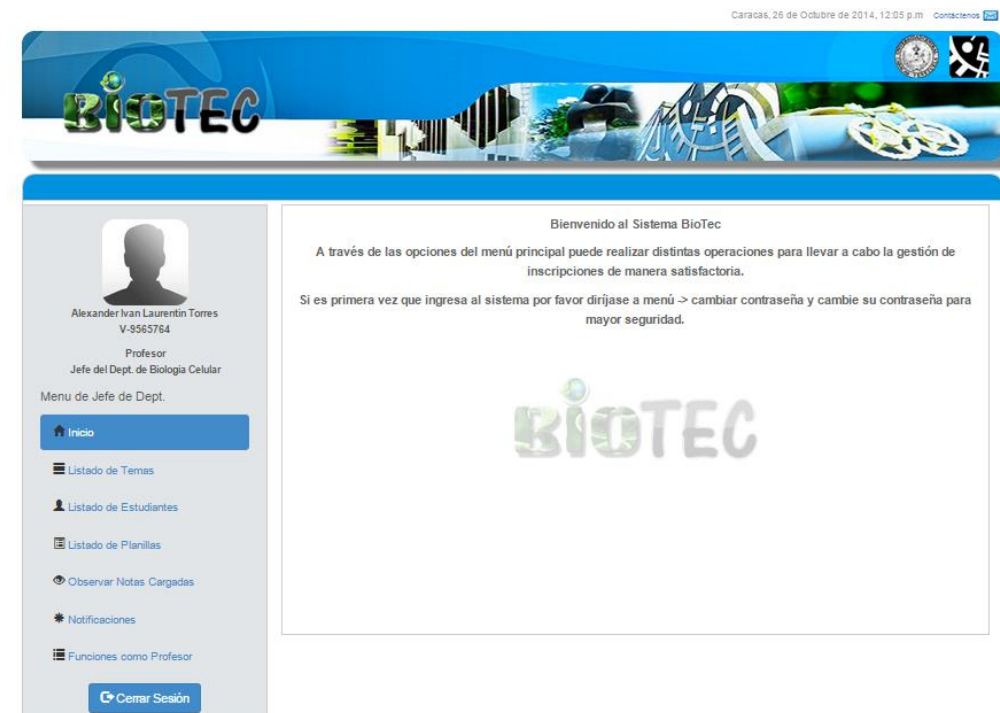 Caracas, 26 de Octubre de 2014, 12:05 p.m   Contáctenos
BIOTEC
Bienvenido al Sistema BioTec
A través de las opciones del menú principal puede realizar distintas operaciones para llevar a cabo la gestión de
inscripciones de manera satisfactoria.
Si es primera vez que ingresa al sistema por favor diríjase a menú -> cambiar contraseña y cambie su contraseña para
mayor seguridad.
BIOTEC
Alexander Ivan Laurentin Torres
V-9565764
Profesor
Jefe del Dept. de Biologia Celular
Menu de Jefe de Dept.
Inicio
Listado de Temas
Listado de Estudiantes
Listado de Planillas
Observar Notas Cargadas
Notificaciones
Funciones como Profesor
Cerrar Sesión